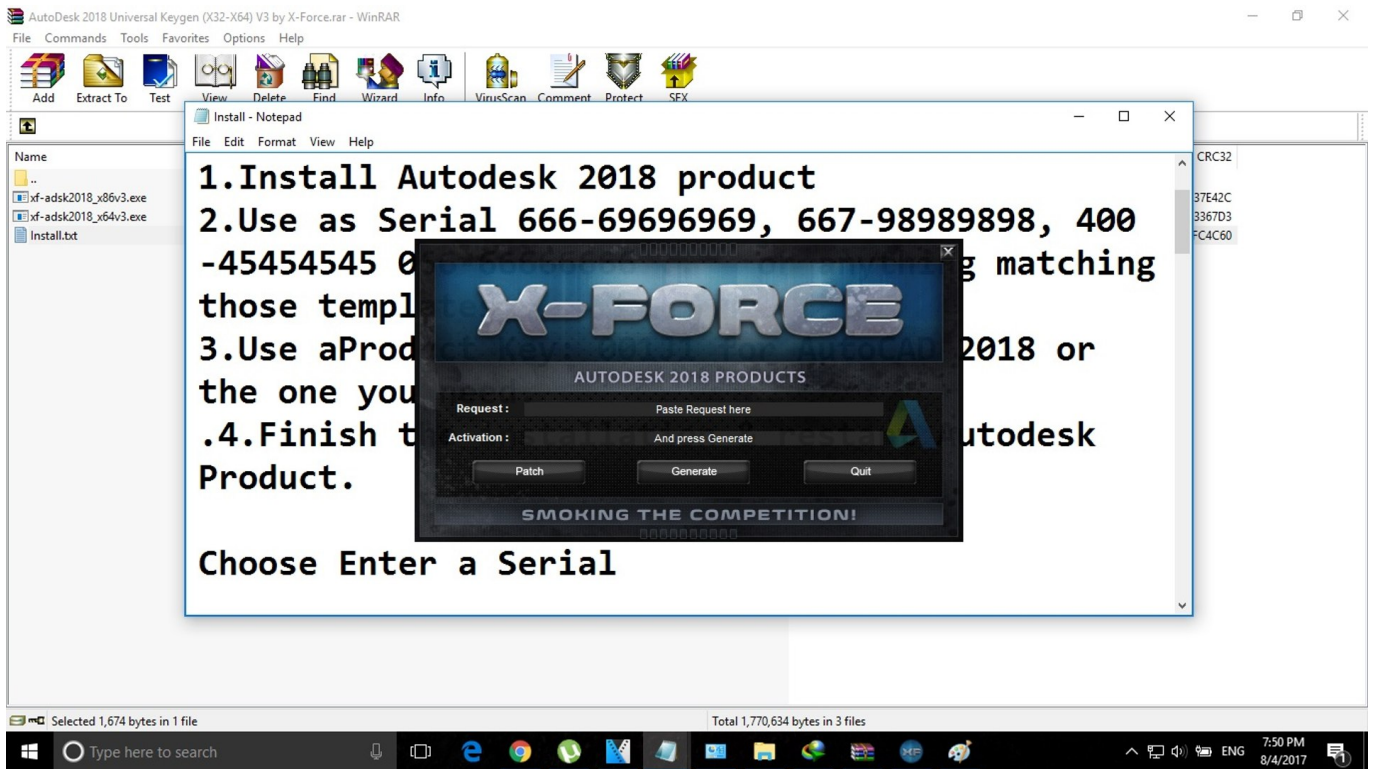 AutoDesk 2018 Universal Keygen (X32-X64) V3 by X-Force.rar - WinRAR
File Commands Tools Favorites Options Help
Add Extract To Test View Delete Find Wizard Info VirusScan Comment Protect SFX
Install - Notepad
File Edit Format View Help
Name CRC32
..
xf-adsk2018_x86v3.exe 37E42C
xf-adsk2018_x64v3.exe 3367D3
Install.txt FC4C60
1.Install Autodesk 2018 product
2.Use as Serial 666-69696969, 667-98989898, 400
-45454545 matching
those
3.Use 2018 or
the one you
.4.Finish
Product.
Choose Enter a Serial
X-FORCE
AUTODESK 2018 PRODUCTS
Request : Paste Request here
Activation : And press Generate
Patch Generate Quit
SMOKING THE COMPETITION!
Selected 1,674 bytes in 1 file Total 1,770,634 bytes in 3 files
Type here to search ENG 7:50 PM
8/4/2017